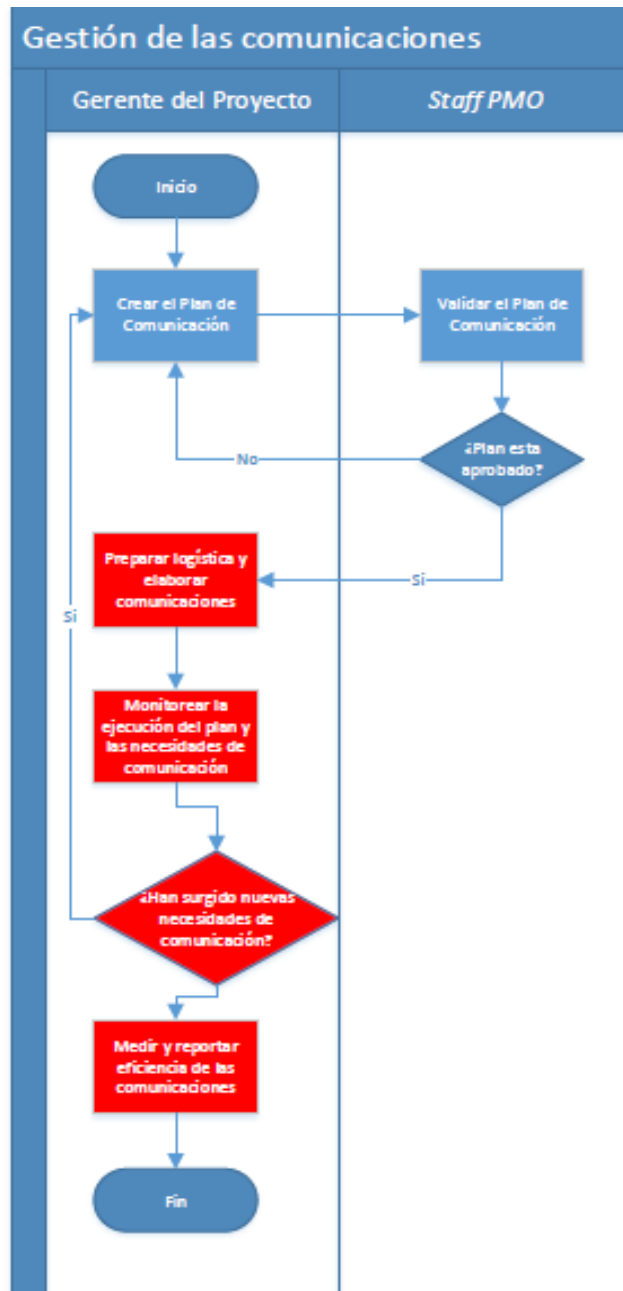 Gestión de las comunicaciones
Gerente del Proyecto
Staff PMO
Inicio
Crear el Plan de
Comunicación
Validar el Plan de
Comunicación
¿Plan esta
aprobado?
No
Preparar logística y
elaborar
comunicaciones
Si
Si
Monitorear la
ejecución del plan y
las necesidades de
comunicación
¿Han surgido nuevas
necesidades de
comunicación?
Medir y reportar
eficiencia de las
comunicaciones
Fin